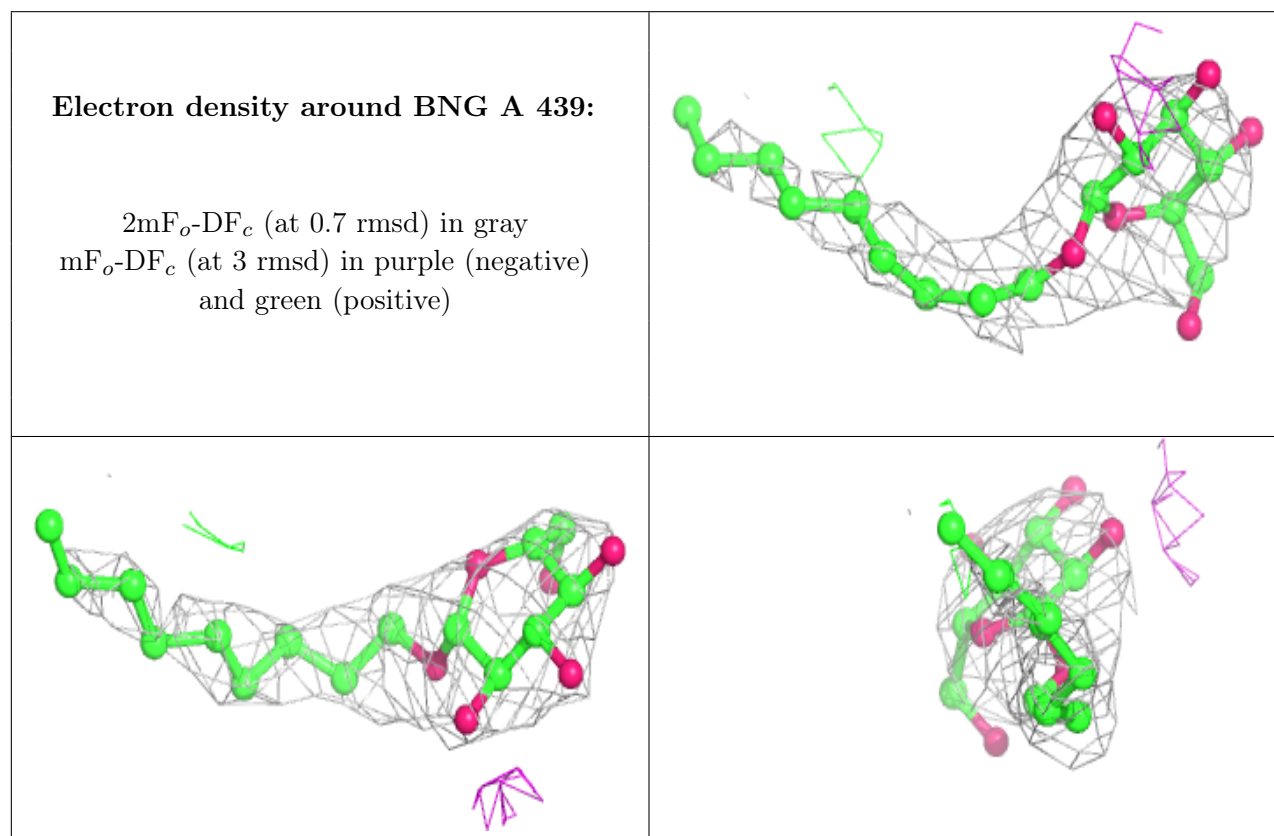 Electron density around BNG A 439:
2mFo-DFc (at 0.7 rmsd) in gray
mFo-DFc (at 3 rmsd) in purple (negative)
and green (positive)